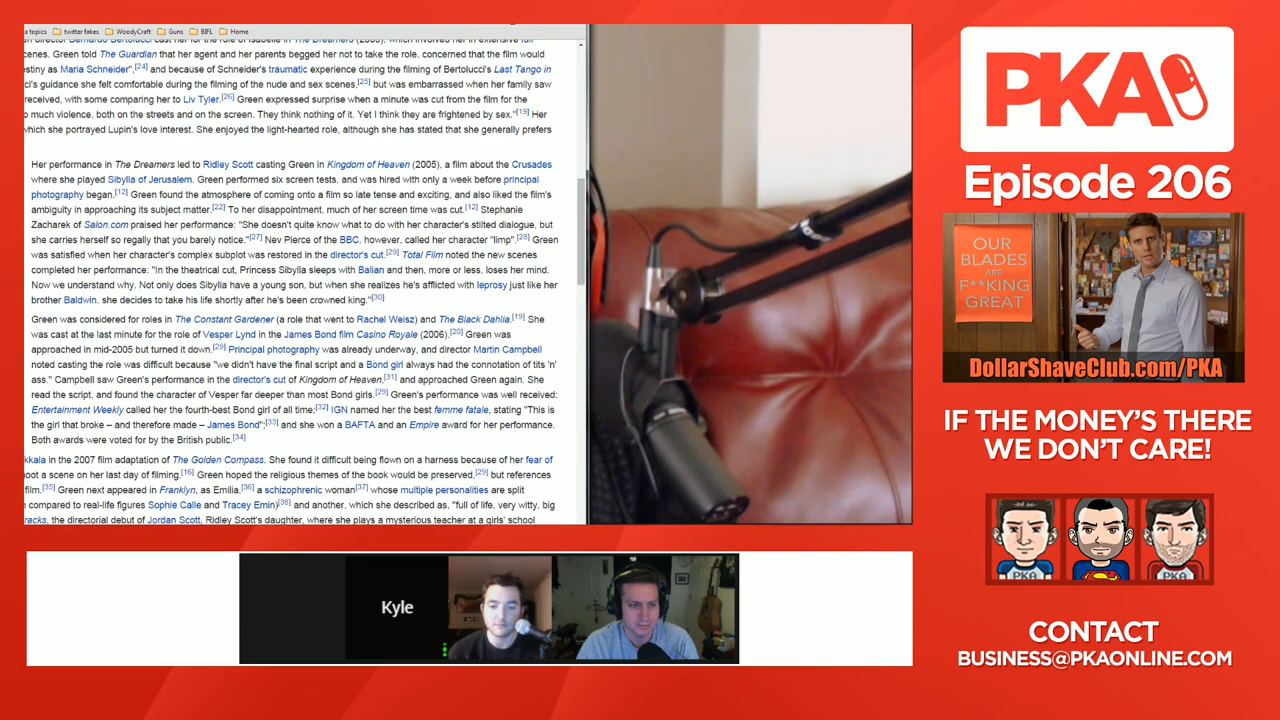 ka topics twitter fakes WoodyCraft Guns BIFL Home
cenes. Green told The Guardian that her agent and her parents begged her not to take the role, concerned that the film would
estiny as Maria Schneider",[24] and because of Schneider's traumatic experience during the filming of Bertolucci's Last Tango in
ci's guidance she felt comfortable during the filming of the nude and sex scenes,[25] but was embarrassed when her family saw
received, with some comparing her to Liv Tyler.[26] Green expressed surprise when a minute was cut from the film for the
o much violence, both on the streets and on the screen. They think nothing of it. Yet I think they are frightened by sex."[19] Her
which she portrayed Lupin's love interest. She enjoyed the light-hearted role, although she has stated that she generally prefers
Her performance in The Dreamers led to Ridley Scott casting Green in Kingdom of Heaven (2005), a film about the Crusades
where she played Sibylla of Jerusalem. Green performed six screen tests, and was hired with only a week before principal
photography began.[12] Green found the atmosphere of coming onto a film so late tense and exciting, and also liked the film's
ambiguity in approaching its subject matter.[22] To her disappointment, much of her screen time was cut.[12] Stephanie
Zacharek of Salon.com praised her performance: "She doesn't quite know what to do with her character's stilted dialogue, but
she carries herself so regally that you barely notice."[27] Nev Pierce of the BBC, however, called her character "limp".[28] Green
was satisfied when her character's complex subplot was restored in the director's cut.[29] Total Film noted the new scenes
completed her performance: "In the theatrical cut, Princess Sibylla sleeps with Balian and then, more or less, loses her mind.
Now we understand why. Not only does Sibylla have a young son, but when she realizes he's afflicted with leprosy just like her
brother Baldwin, she decides to take his life shortly after he's been crowned king."[30]
Green was considered for roles in The Constant Gardener (a role that went to Rachel Weisz) and The Black Dahlia.[19] She
was cast at the last minute for the role of Vesper Lynd in the James Bond film Casino Royale (2006).[20] Green was
approached in mid-2005 but turned it down.[29] Principal photography was already underway, and director Martin Campbell
noted casting the role was difficult because "we didn't have the final script and a Bond girl always had the connotation of tits 'n'
ass." Campbell saw Green's performance in the director's cut of Kingdom of Heaven,[31] and approached Green again. She
read the script, and found the character of Vesper far deeper than most Bond girls.[29] Green's performance was well received:
Entertainment Weekly called her the fourth-best Bond girl of all time;[32] IGN named her the best femme fatale, stating "This is
the girl that broke – and therefore made – James Bond";[33] and she won a BAFTA and an Empire award for her performance.
Both awards were voted for by the British public.[34]
kkala in the 2007 film adaptation of The Golden Compass. She found it difficult being flown on a harness because of her fear of
oot a scene on her last day of filming.[16] Green hoped the religious themes of the book would be preserved,[29] but references
film.[35] Green next appeared in Franklyn, as Emilia,[36] a schizophrenic woman[37] whose multiple personalities are split
n compared to real-life figures Sophie Calle and Tracey Emin)[38] and another, which she described as, "full of life, very witty, big
racks, the directorial debut of Jordan Scott, Ridley Scott's daughter, where she plays a mysterious teacher at a girls' school
Kyle
PKA
Episode 206
OUR
BLADES
ARE
F**KING
GREAT
DollarShaveClub.com/PKA
IF THE MONEY'S THERE
WE DON'T CARE!
PKA
PKA
CONTACT
BUSINESS@PKAONLINE.COM